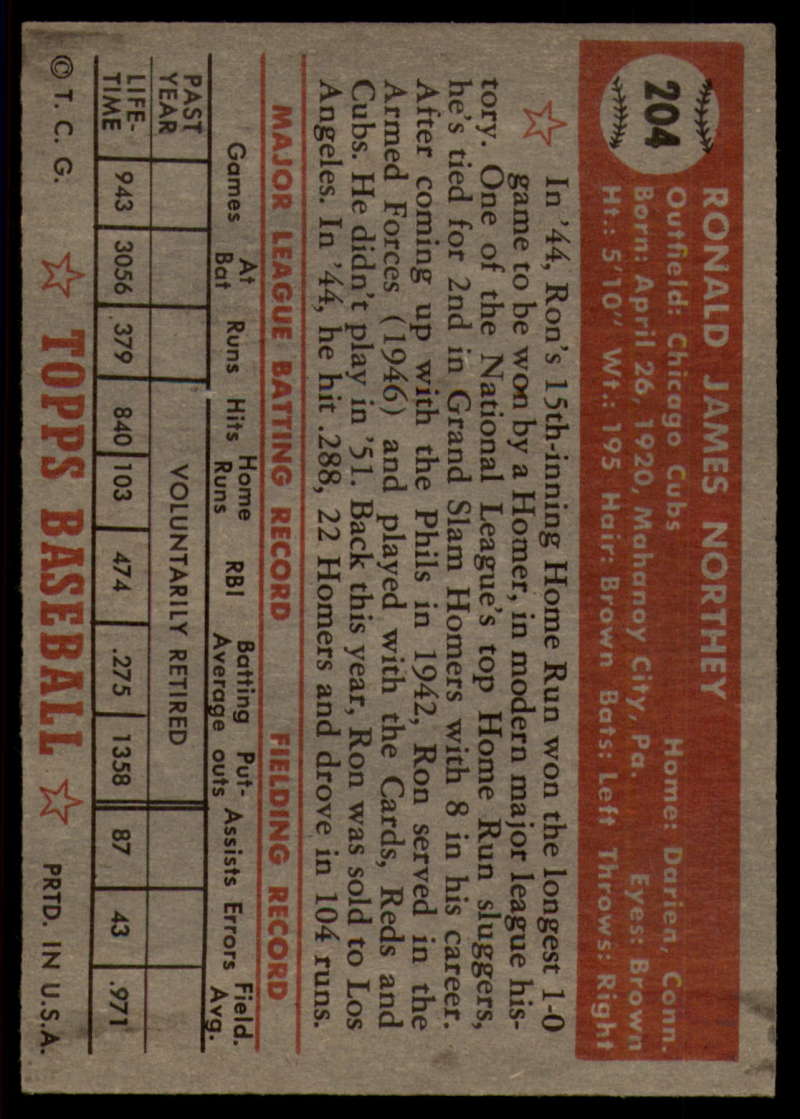 204
RONALD JAMES NORTHEY
Outfield: Chicago Cubs Home: Darien, Conn.
Born: April 26, 1920, Mahanoy City, Pa. Eyes: Brown
Ht.: 5'10" Wt.: 195 Hair: Brown Bats: Left Throws: Right
In '44, Ron's 15th-inning Home Run won the longest 1-0
game to be won by a Homer, in modern major league his-
tory. One of the National League's top Home Run sluggers,
he's tied for 2nd in Grand Slam Homers with 8 in his career.
After coming up with the Phils in 1942, Ron served in the
Armed Forces (1946) and played with the Cards, Reds and
Cubs. He didn't play in '51. Back this year, Ron was sold to Los
Angeles. In '44, he hit .288, 22 Homers and drove in 104 runs.
MAJOR LEAGUE BATTING RECORD FIELDING RECORD
Games At Bat Runs Hits Home Runs RBI Batting Average Put-outs Assists Errors Field. Avg.
PAST YEAR VOLUNTARILY RETIRED
LIFE-TIME 943 3056 379 840 103 474 .275 1358 87 43 .971
© T. C. G. TOPPS BASEBALL PRTD. IN U.S.A.